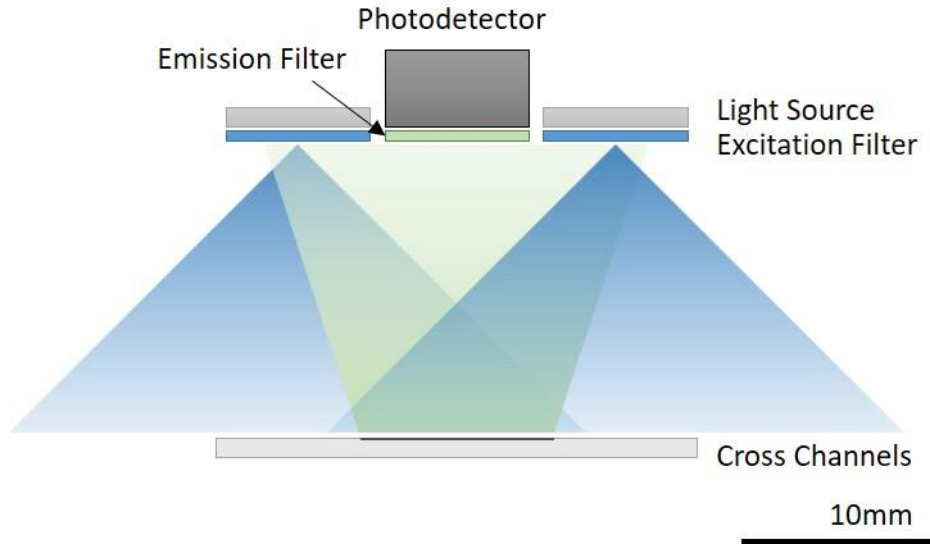 Photodetector
Emission Filter
Light Source
Excitation Filter
Cross Channels
10mm